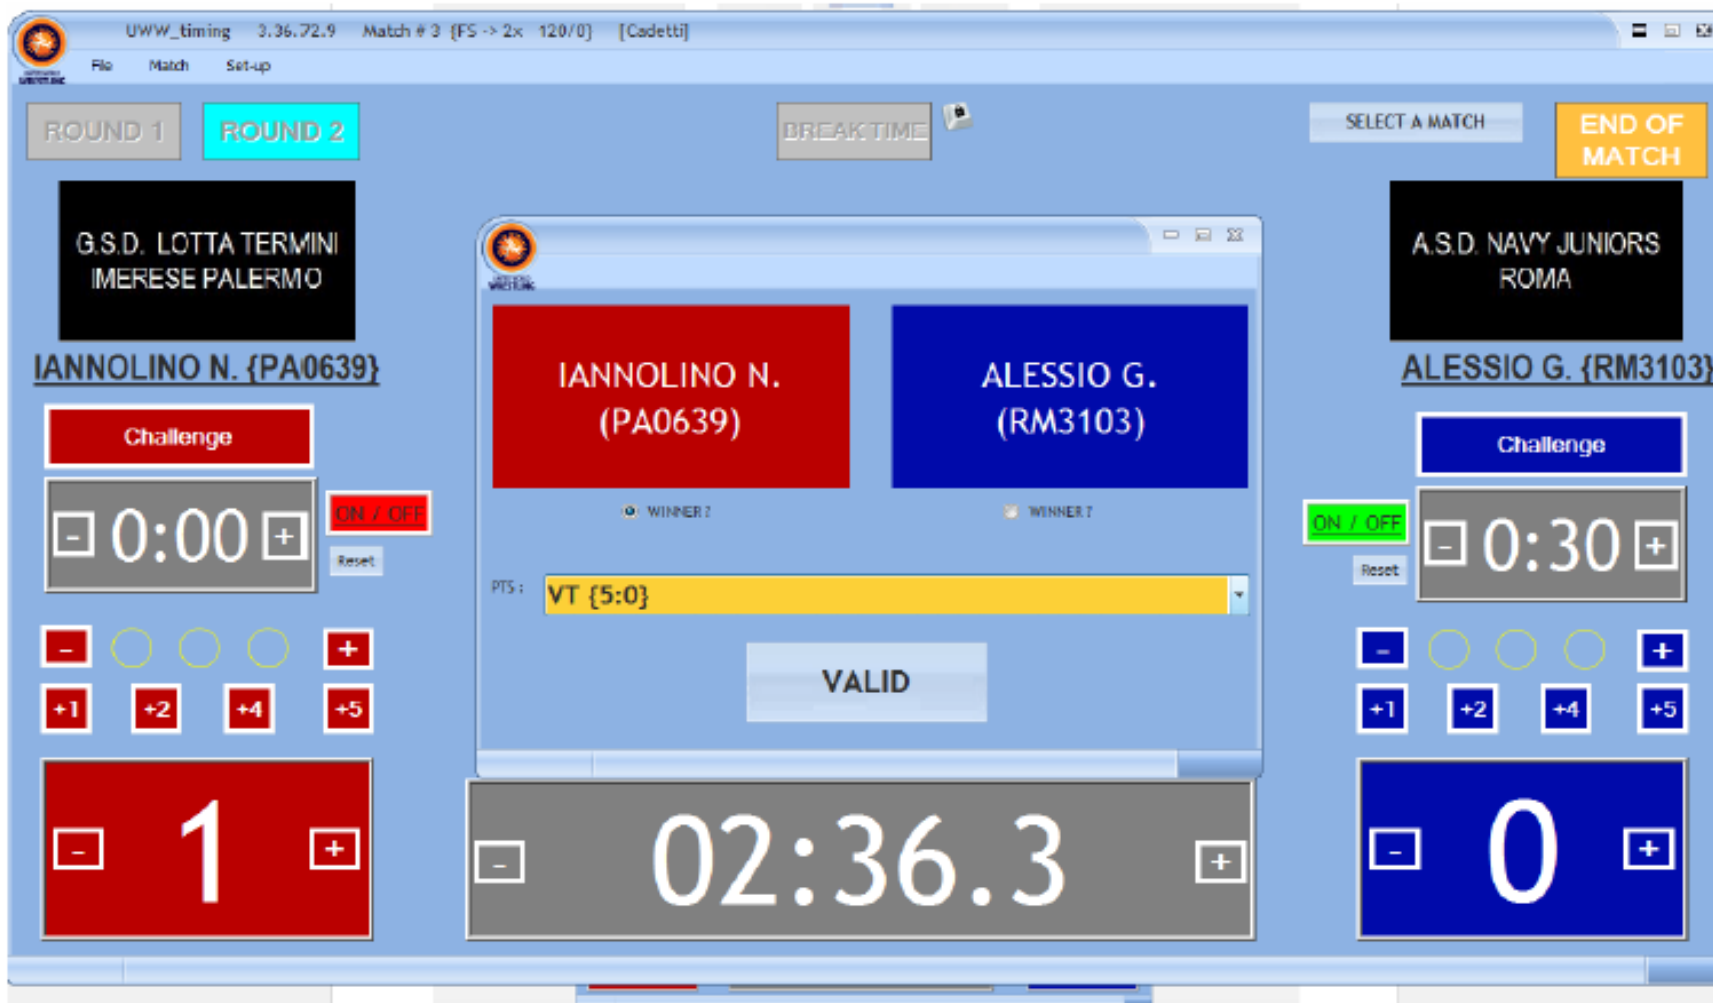 UWW_timing 3.36.72.9 Match # 3 {FS -> 2x 120/0} [Cadetti]
File Match Set-up
ROUND 1
ROUND 2
BREAK TIME
SELECT A MATCH
END OF
MATCH
G.S.D. LOTTA TERMINI
IMERESE PALERMO
IANNOLINO N. {PA0639}
Challenge
- 0:00 +
ON / OFF
Reset
- +
+1 +2 +4 +5
- 1 +
WRESTLING
IANNOLINO N.
(PA0639)
ALESSIO G.
(RM3103)
WINNER ?
WINNER ?
PTS :
VT {5:0}
VALID
- 02:36.3 +
A.S.D. NAVY JUNIORS
ROMA
ALESSIO G. {RM3103}
Challenge
ON / OFF
Reset
- 0:30 +
- +
+1 +2 +4 +5
- 0 +